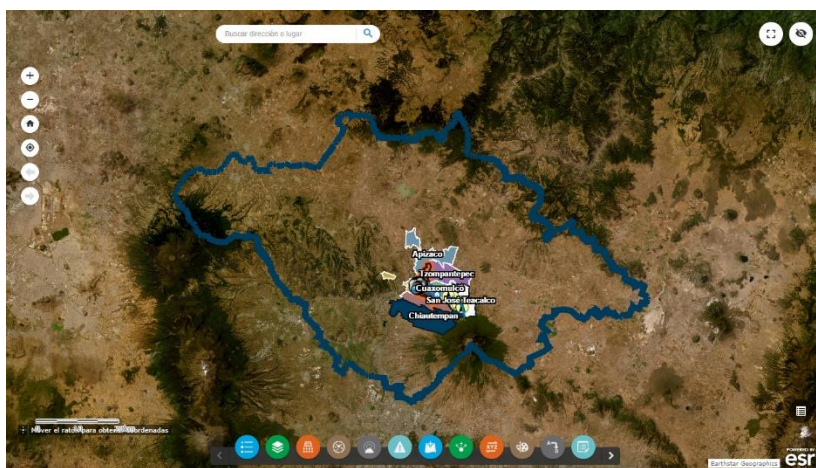 Buscar dirección o lugar
Apizaco
Tzompantepec
Cuaxomulco
San José Teacalco
Chiautempan
Mover el ratón para obtener coordenadas
XYZ
Earthstar Geographics
POWERED BY
esri